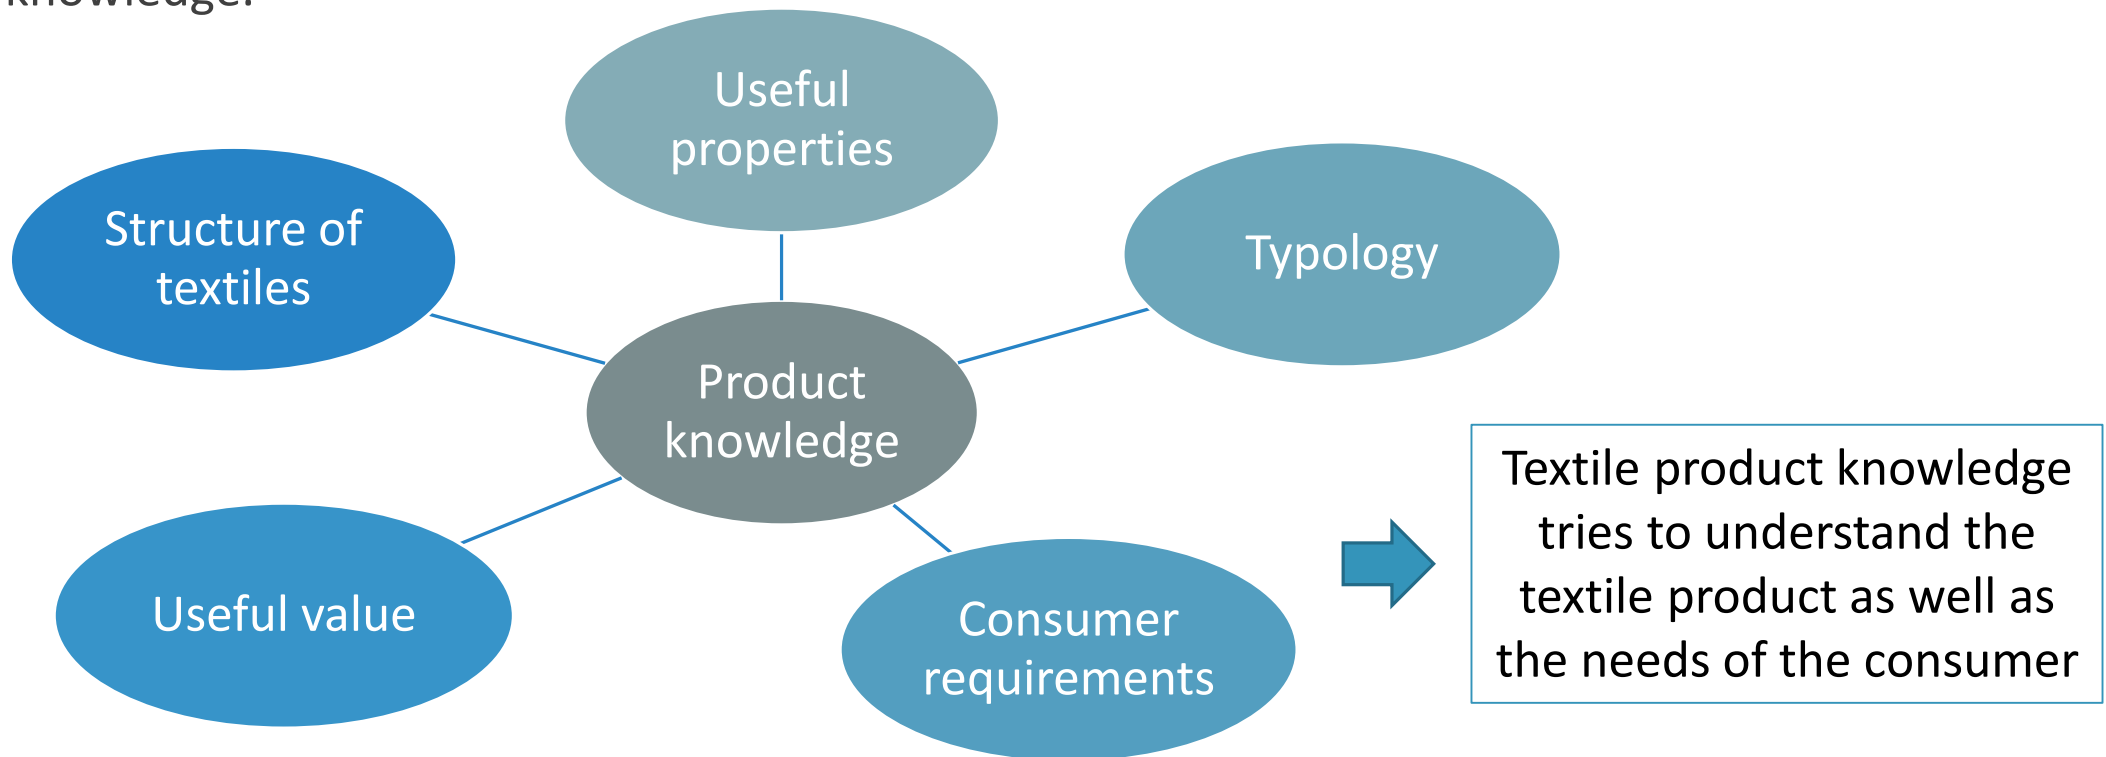 knowledge.
Useful
properties
Structure of
textiles
Typology
Product
knowledge
Useful value
Consumer
requirements
Textile product knowledge
tries to understand the
textile product as well as
the needs of the consumer